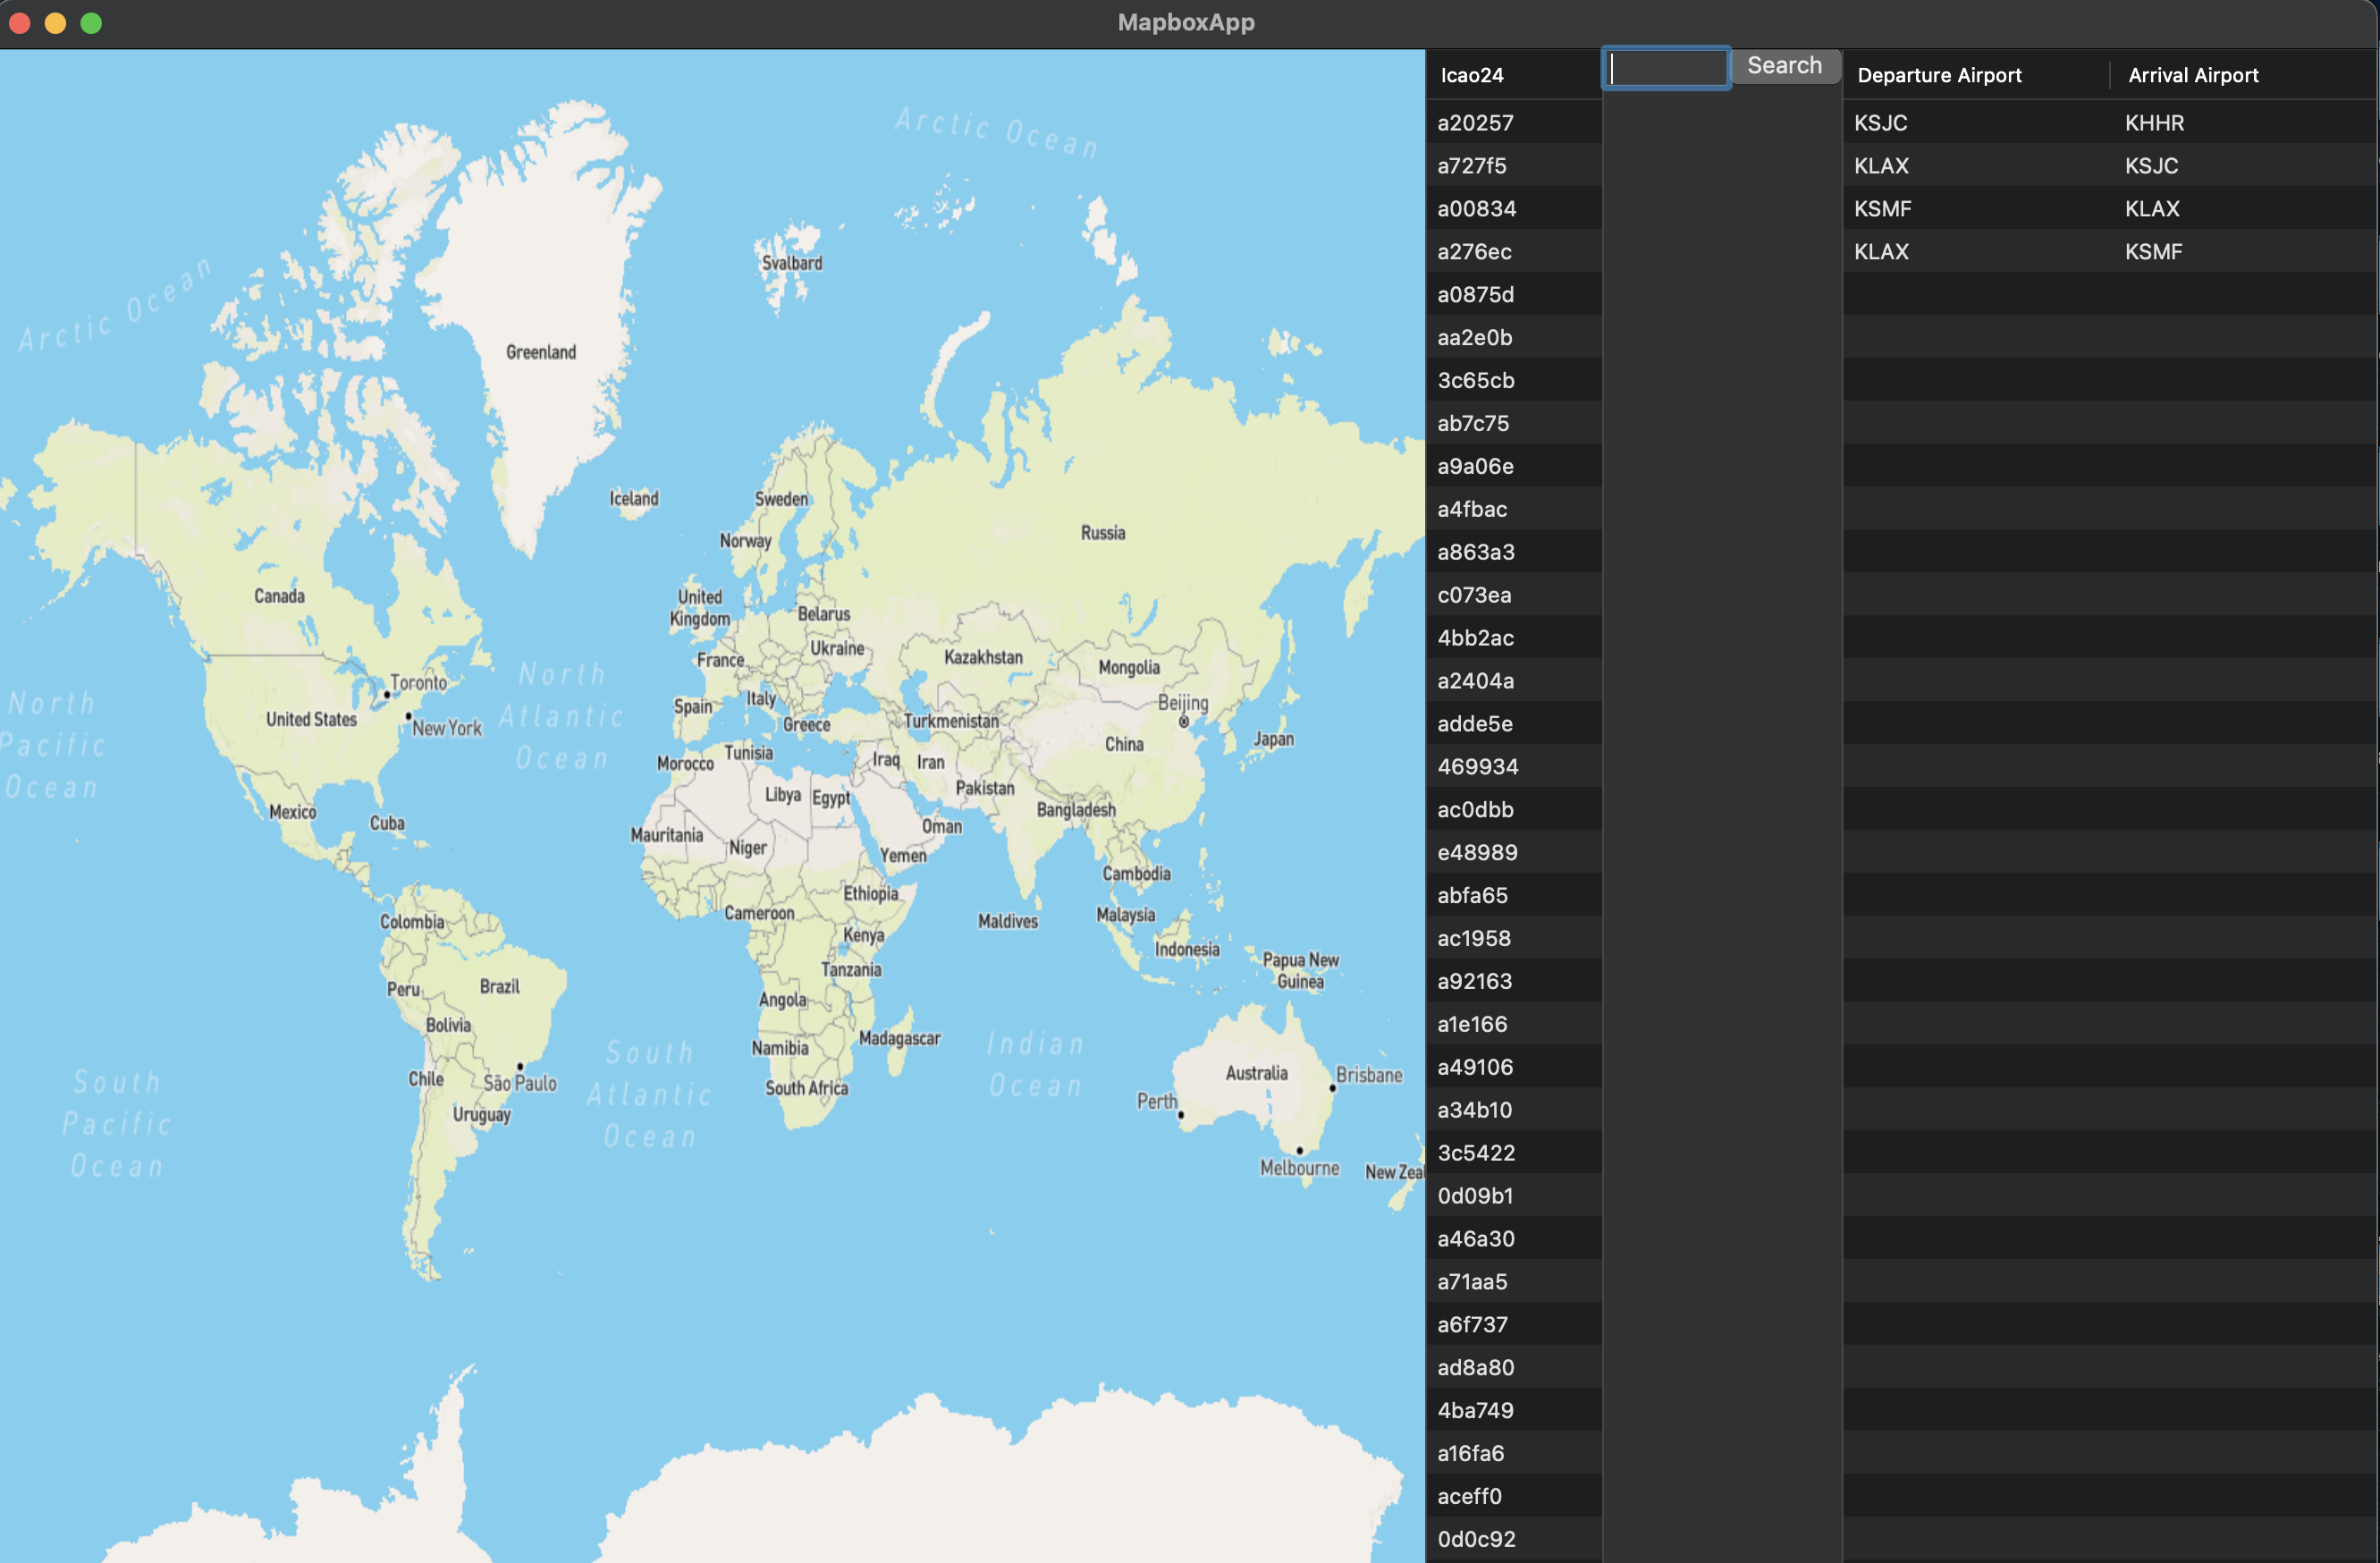 MapboxApp
Icao24
Search
Departure Airport
Arrival Airport
a20257
KSJC
KHHR
a727f5
KLAX
KSJC
a00834
KSMF
KLAX
a276ec
KLAX
KSMF
a0875d
aa2e0b
3c65cb
ab7c75
a9a06e
a4fbac
a863a3
c073ea
4bb2ac
a2404a
adde5e
469934
ac0dbb
e48989
abfa65
ac1958
a92163
a1e166
a49106
a34b10
3c5422
0d09b1
a46a30
a71aa5
a6f737
ad8a80
4ba749
a16fa6
aceff0
0d0c92
Arctic Ocean
Arctic Ocean
Svalbard
Greenland
Iceland
Sweden
Norway
Russia
Canada
United
Kingdom
Belarus
Ukraine
France
Kazakhstan
Mongolia
Toronto
North
Atlantic
Ocean
Spain
Italy
Greece
Turkmenistan
Beijing
United States
New York
North
Pacific
Ocean
China
Japan
Morocco
Tunisia
Iraq
Iran
Pakistan
Libya
Egypt
Bangladesh
Mexico
Cuba
Mauritania
Niger
Oman
Yemen
Cambodia
Ethiopia
Colombia
Cameroon
Maldives
Malaysia
Kenya
Indonesia
Papua New
Guinea
Tanzania
Peru
Brazil
Angola
Bolivia
Namibia
Madagascar
Indian
Ocean
South
Atlantic
Ocean
South
Pacific
Ocean
Chile
São Paulo
South Africa
Australia
Brisbane
Perth
Uruguay
Melbourne
New Zeal